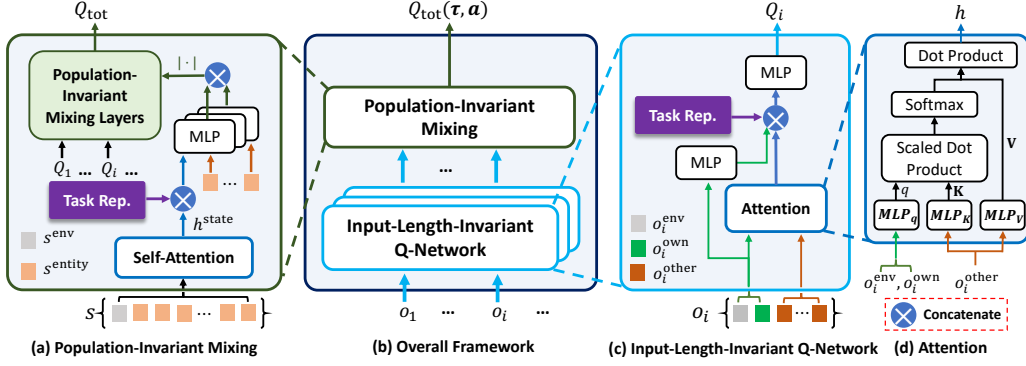 Q_tot
Population-
Invariant
Mixing Layers
|·|
MLP
Q_1 ... Q_i ...
...
Task Rep.
h^state
s^env
s^entity
Self-Attention
s { ... }
(a) Population-Invariant Mixing
Q_tot(τ, a)
Population-Invariant
Mixing
...
Input-Length-Invariant
Q-Network
o_1 ... o_i ...
(b) Overall Framework
Q_i
MLP
Task Rep.
MLP
Attention
o_i^env
o_i^own
o_i^other
o_i { ... }
(c) Input-Length-Invariant Q-Network
h
Dot Product
Softmax
Scaled Dot
Product
V
q K
MLP_q MLP_K MLP_V
o_i^env, o_i^own o_i^other
Concatenate
(d) Attention